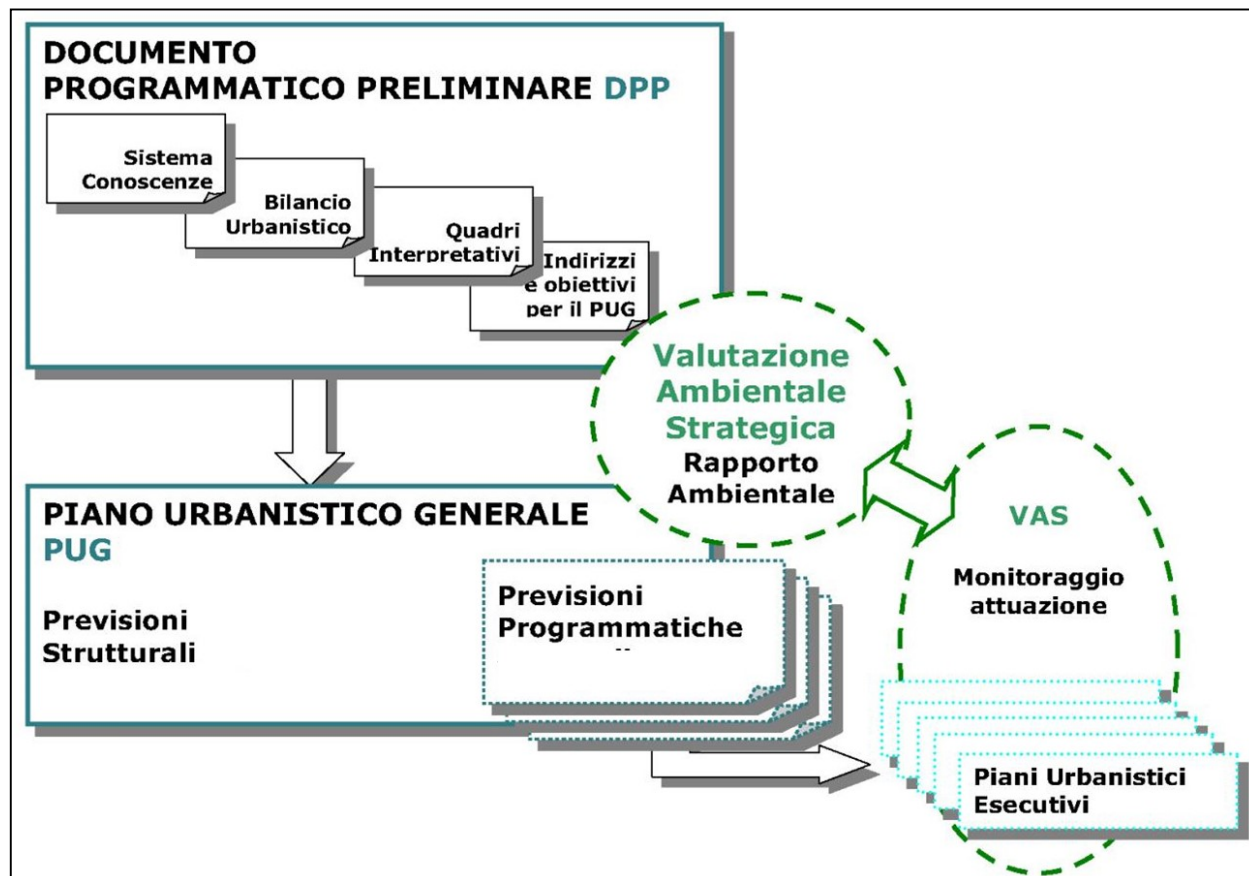 DOCUMENTO
PROGRAMMATICO PRELIMINARE DPP
Sistema
Conoscenze
Bilancio
Urbanistico
Quadri
Interpretativi
Indirizzi
e obiettivi
per il PUG
Valutazione
Ambientale
Strategica
Rapporto
Ambientale
VAS
Monitoraggio
attuazione
PIANO URBANISTICO GENERALE
PUG
Previsioni
Strutturali
Previsioni
Programmatiche
Piani Urbanistici
Esecutivi